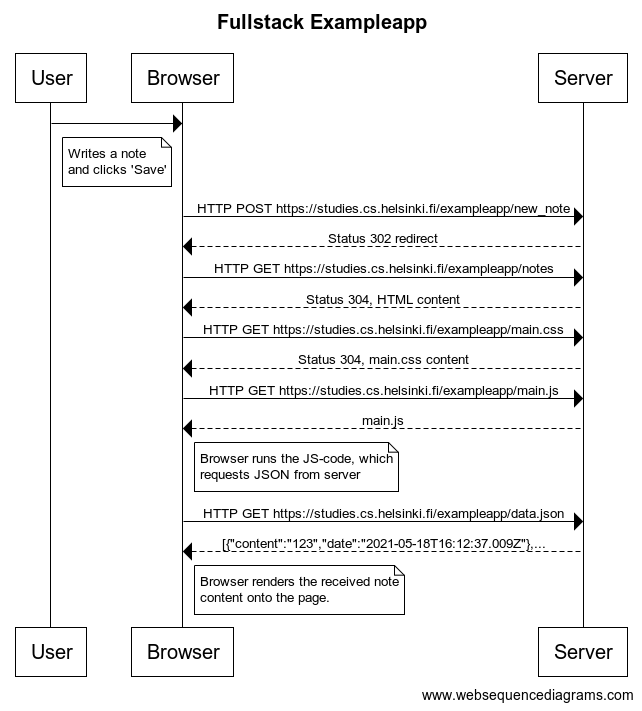 Fullstack Exampleapp
User
Browser
Server
Writes a note
and clicks 'Save'
HTTP POST https://studies.cs.helsinki.fi/exampleapp/new_note
Status 302 redirect
HTTP GET https://studies.cs.helsinki.fi/exampleapp/notes
Status 304, HTML content
HTTP GET https://studies.cs.helsinki.fi/exampleapp/main.css
Status 304, main.css content
HTTP GET https://studies.cs.helsinki.fi/exampleapp/main.js
main.js
Browser runs the JS-code, which
requests JSON from server
HTTP GET https://studies.cs.helsinki.fi/exampleapp/data.json
[{"content":"123","date":"2021-05-18T16:12:37.009Z"},...
Browser renders the received note
content onto the page.
User
Browser
Server
www.websequencediagrams.com